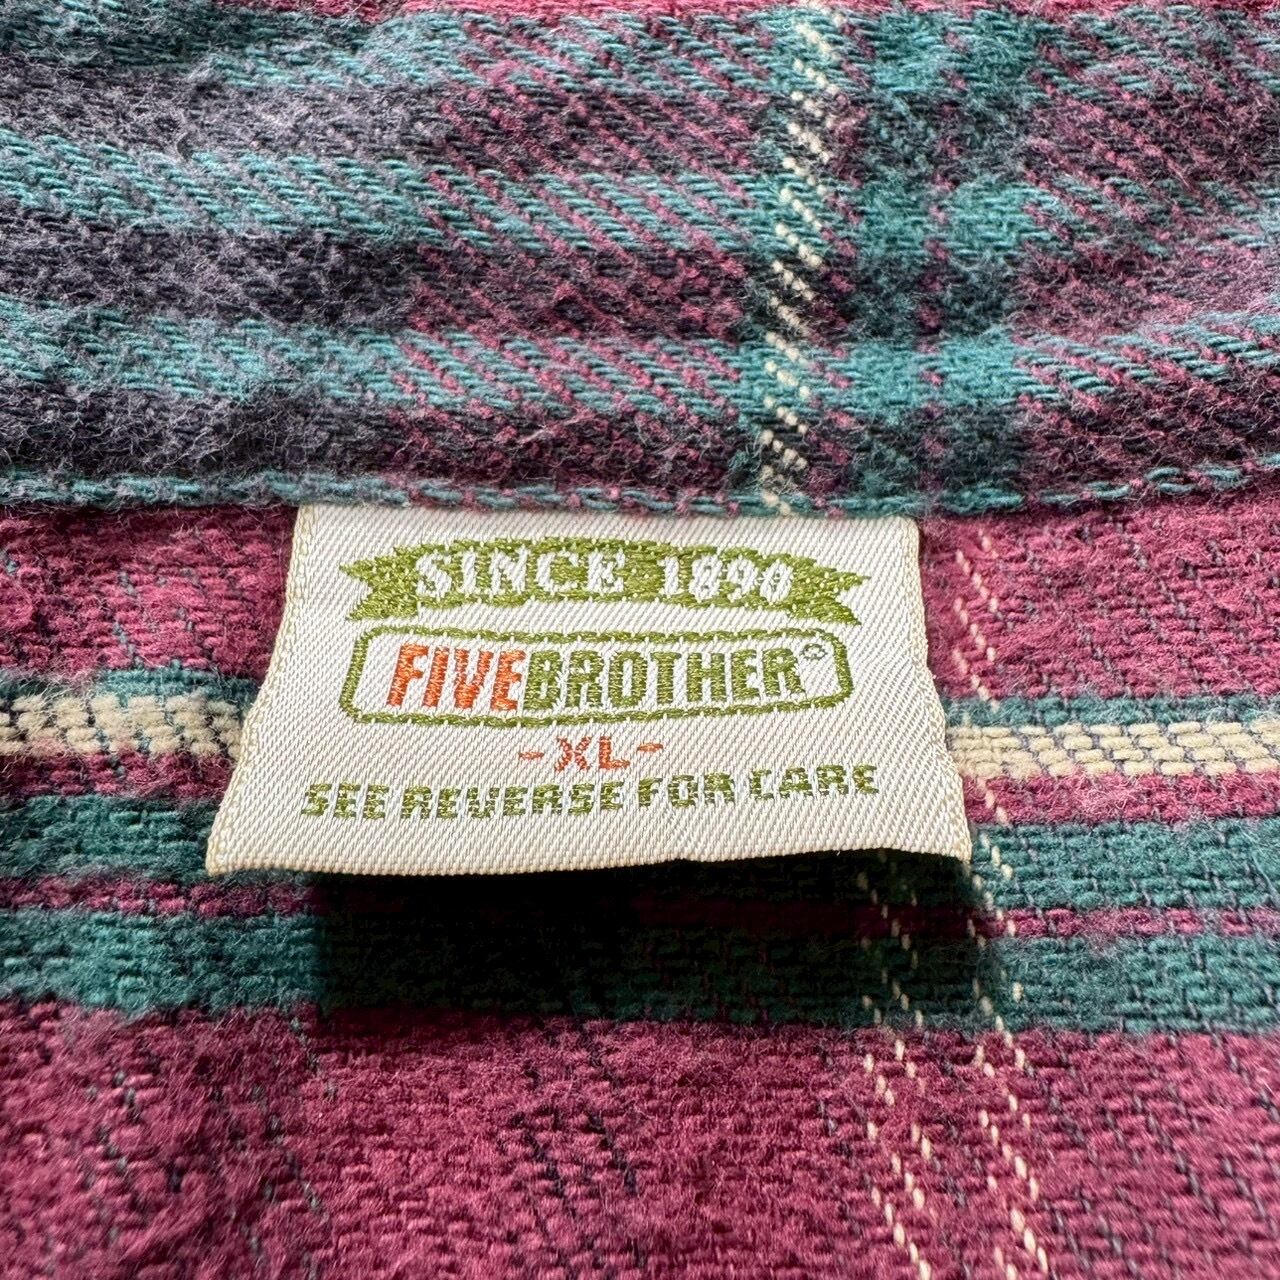 SINCE 1890
FIVEBROTHER®
-XL-
SEE REVERSE FOR CARE